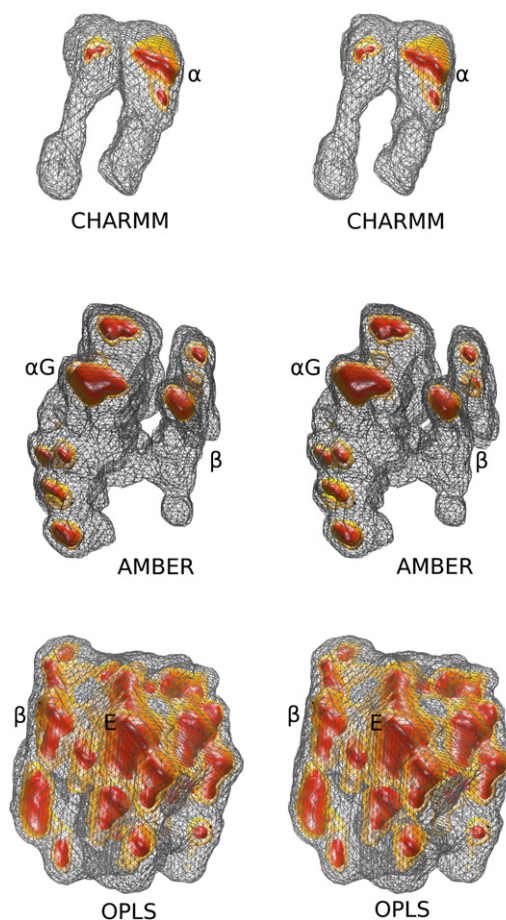 α α
CHARMM CHARMM
αG αG
β β
AMBER AMBER
β E β E
OPLS OPLS